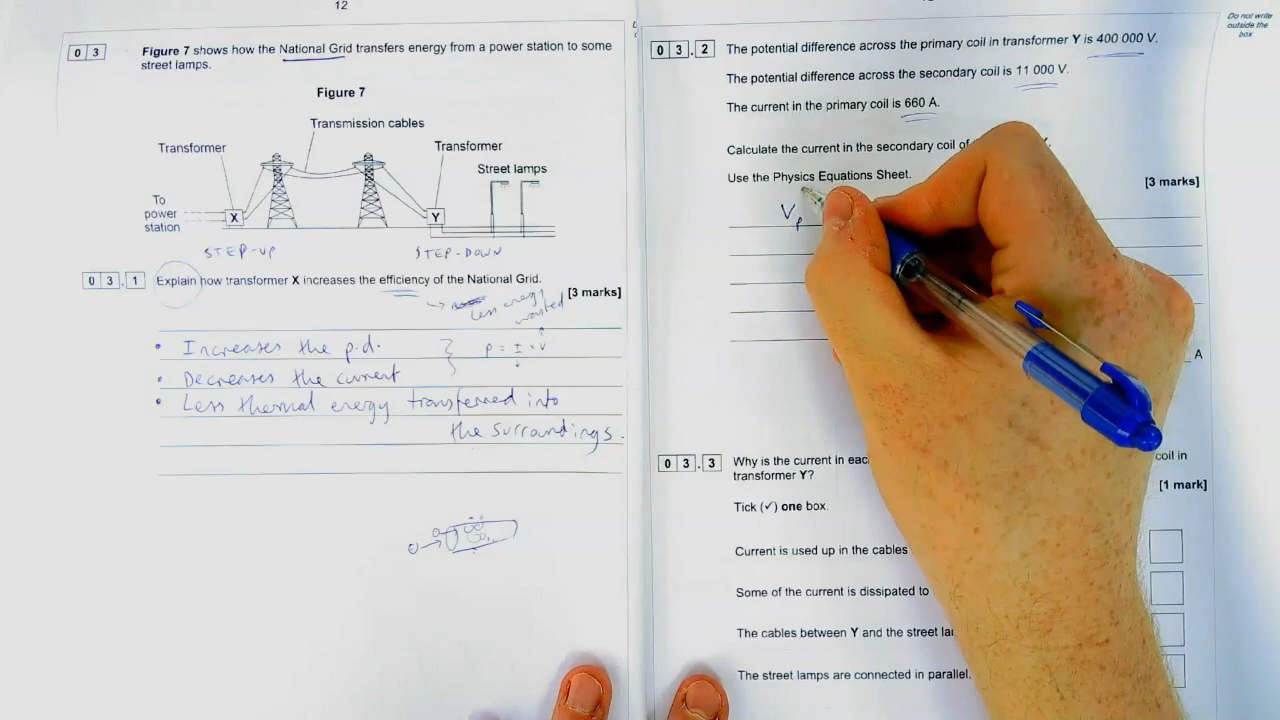 12
0 3
Figure 7 shows how the National Grid transfers energy from a power station to some
street lamps.
Figure 7
Transmission cables
Transformer
Transformer
Street lamps
To
power
station
X
Y
STEP-UP
STEP-DOWN
0 3 . 1 Explain how transformer X increases the efficiency of the National Grid.
[3 marks]
→ Less energy
wasted
• Increases the p.d.
P = I × V
• Decreases the current
• Less thermal energy transferred into
the surroundings.
Do not write
outside the
box
0 3 . 2 The potential difference across the primary coil in transformer Y is 400 000 V.
The potential difference across the secondary coil is 11 000 V.
The current in the primary coil is 660 A.
Calculate the current in the secondary coil of
Use the Physics Equations Sheet.
[3 marks]
Vp
A
0 3 . 3 Why is the current in coil in
transformer Y?
[1 mark]
Tick (✓) one box.
Current is used up in the cables
Some of the current is dissipated to
The cables between Y and the street
The street lamps are connected in parallel.